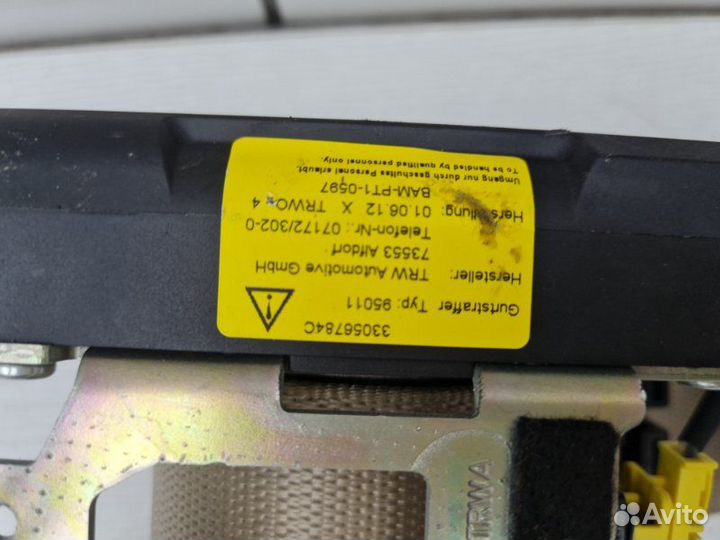 33056784C
Gurtstraffer Typ: 95011
Hersteller: TRW Automotive GmbH
73553 Alfdorf
Telefon-Nr.: 07172/302-0
Herstellung: 01.06.12 X TRWO 4
BAM-PT1-0597
Umgang nur durch geschultes Personal erlaubt.
To be handled by qualified personnel only.
TRWA
Avito